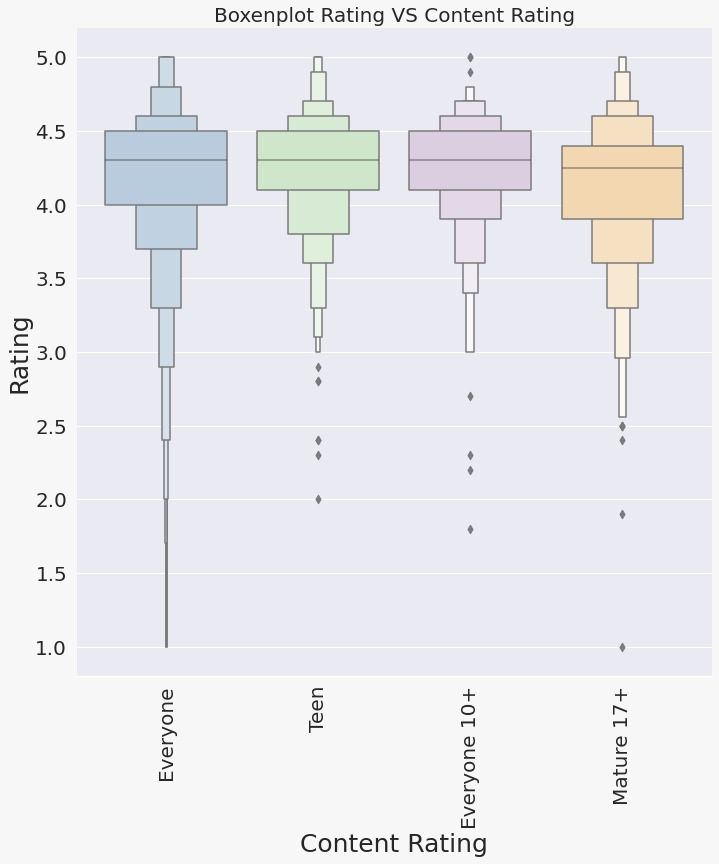 Boxenplot Rating VS Content Rating
5.0
4.5
4.0
3.5
3.0
2.5
2.0
1.5
1.0
Rating
Everyone
Teen
Everyone 10+
Mature 17+
Content Rating